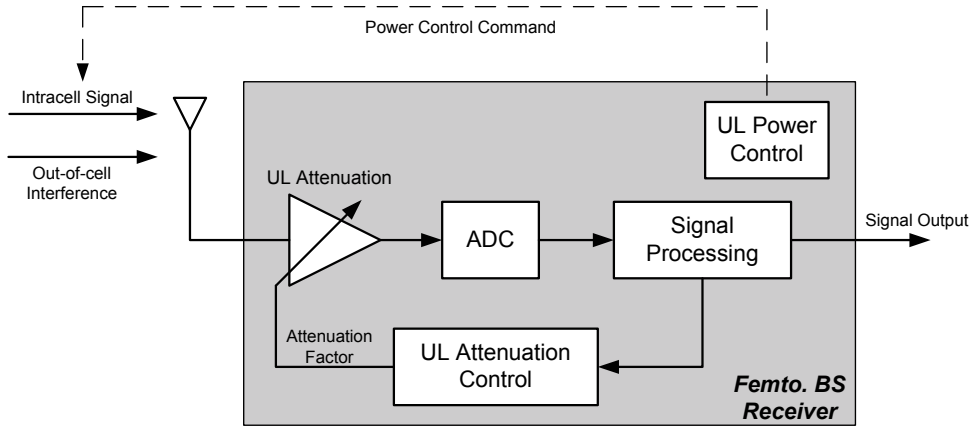 Power Control Command
Intracell Signal
Out-of-cell
Interference
UL Power
Control
UL Attenuation
ADC
Signal
Processing
Signal Output
Attenuation
Factor
UL Attenuation
Control
Femto. BS
Receiver